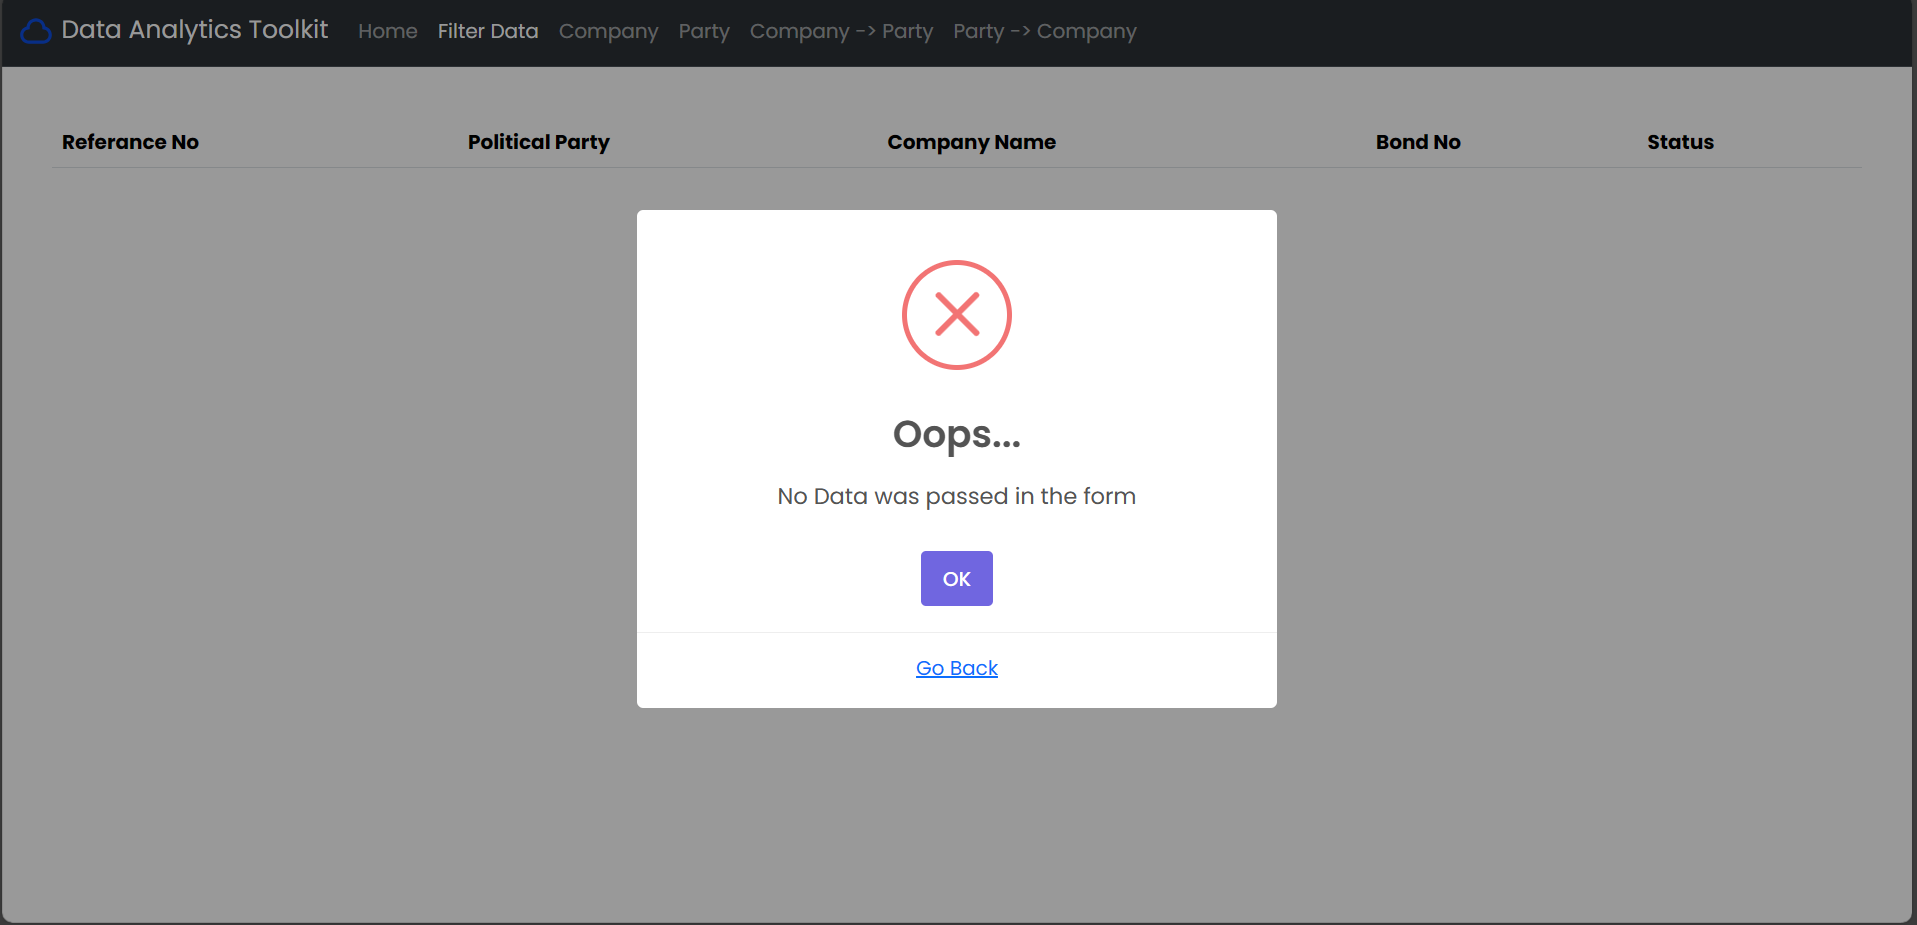 Data Analytics Toolkit Home Filter Data Company Party Company -> Party Party -> Company
Referance No Political Party Company Name Bond No Status
Oops...
No Data was passed in the form
OK
Go Back